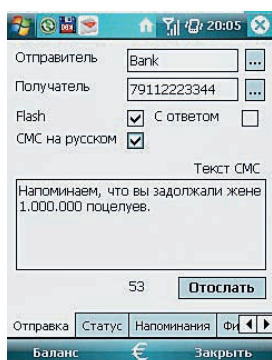 20:05
Отправитель Bank ...
Получатель 79112223344 ...
Flash С ответом
СМС на русском
Текст СМС
Напоминаем, что вы задолжали жене
1.000.000 поцелуев.
53 Отослать
Отправка Статус Напоминания Фи
Баланс € Закрыть